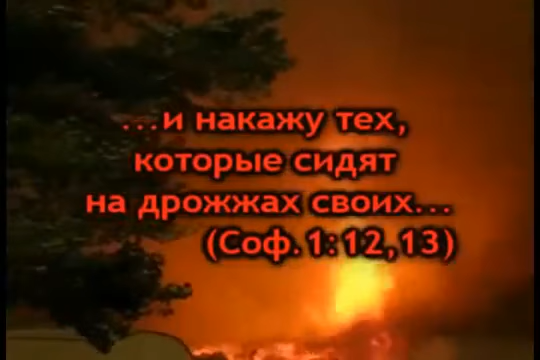 ...и накажу тех,
которые сидят
на дрожжах своих...
(Соф. 1:12,13)